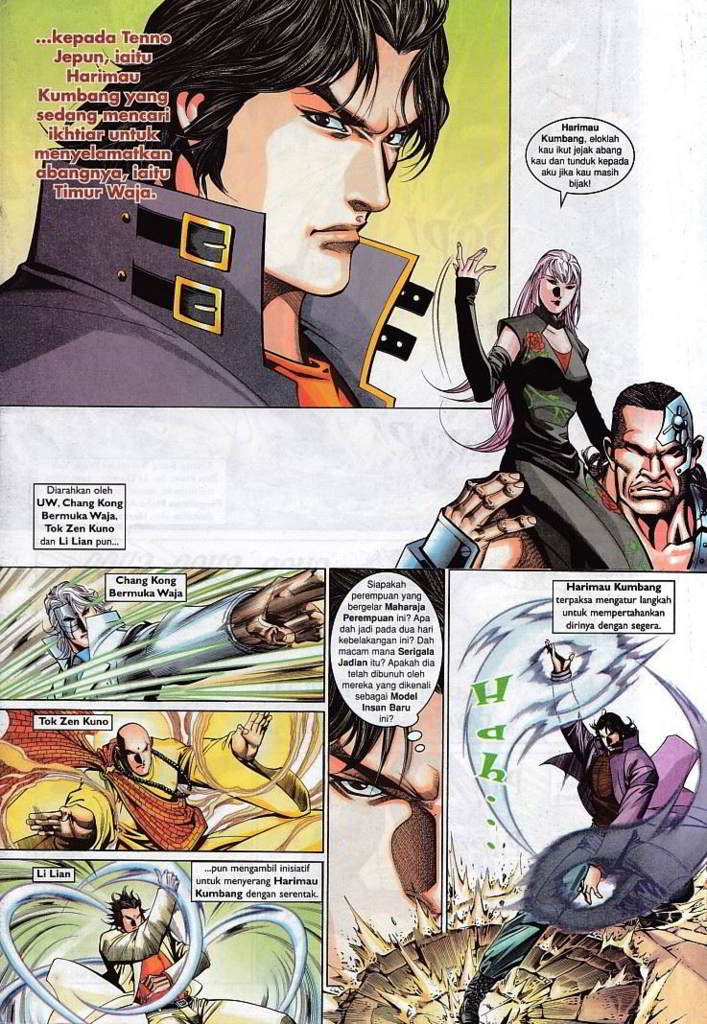 ...kepada Tenno
Jepun, iaitu
Harimau
Kumbang yang
sedang mencari
ikhtiar untuk
menyelamatkan
abangnya, iaitu
Timur Waja.
Harimau
Kumbang, eloklah
kau ikut jejak abang
kau dan tunduk kepada
aku jika kau masih
bijak!
Diarahkan oleh
UW, Chang Kong
Bermuka Waja,
Tok Zen Kuno
dan Li Lian pun...
Chang Kong
Bermuka Waja
Tok Zen Kuno
Li Lian
...pun mengambil inisiatif
untuk menyerang Harimau
Kumbang dengan serentak.
Siapakah
perempuan yang
bergelar Maharaja
Perempuan ini? Apa
dah jadi pada dua hari
kebelakangan ini? Dah
macam mana Serigala
Jadian itu? Apakah dia
telah dibunuh oleh
mereka yang dikenali
sebagai Model
Insan Baru
ini?
Harimau Kumbang
terpaksa mengatur langkah
untuk mempertahankan
dirinya dengan segera.
Hah...